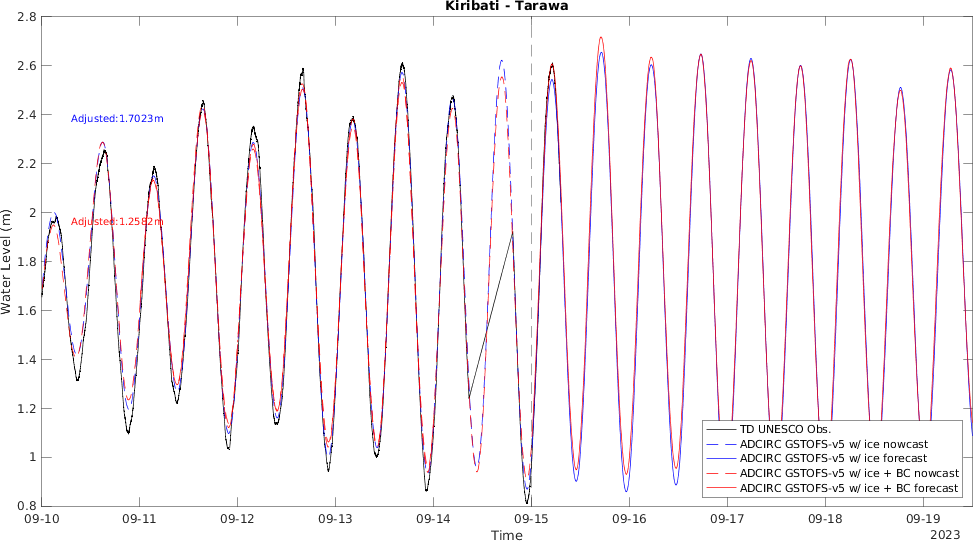 Kiribati - Tarawa
2.8
2.6
2.4
2.2
2
1.8
1.6
1.4
1.2
1
0.8
Water Level (m)
Adjusted:1.7023m
Adjusted:1.2582m
TD UNESCO Obs.
ADCIRC GSTOFS-v5 w/ ice nowcast
ADCIRC GSTOFS-v5 w/ ice forecast
ADCIRC GSTOFS-v5 w/ ice + BC nowcast
ADCIRC GSTOFS-v5 w/ ice + BC forecast
09-10 09-11 09-12 09-13 09-14 09-15 09-16 09-17 09-18 09-19
Time
2023